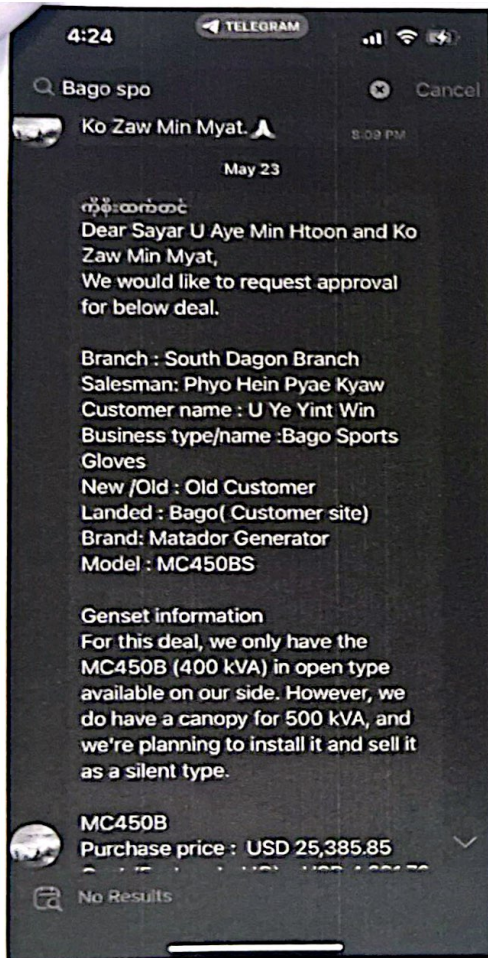 4:24
TELEGRAM
Bago spo
Cancel
Ko Zaw Min Myat.
8:09 PM
May 23
ကိုစိုးထက်တင်
Dear Sayar U Aye Min Htoon and Ko
Zaw Min Myat,
We would like to request approval
for below deal.
Branch : South Dagon Branch
Salesman: Phyo Hein Pyae Kyaw
Customer name : U Ye Yint Win
Business type/name :Bago Sports
Gloves
New /Old : Old Customer
Landed : Bago( Customer site)
Brand: Matador Generator
Model : MC450BS
Genset information
For this deal, we only have the
MC450B (400 kVA) in open type
available on our side. However, we
do have a canopy for 500 kVA, and
we're planning to install it and sell it
as a silent type.
MC450B
Purchase price : USD 25,385.85
No Results